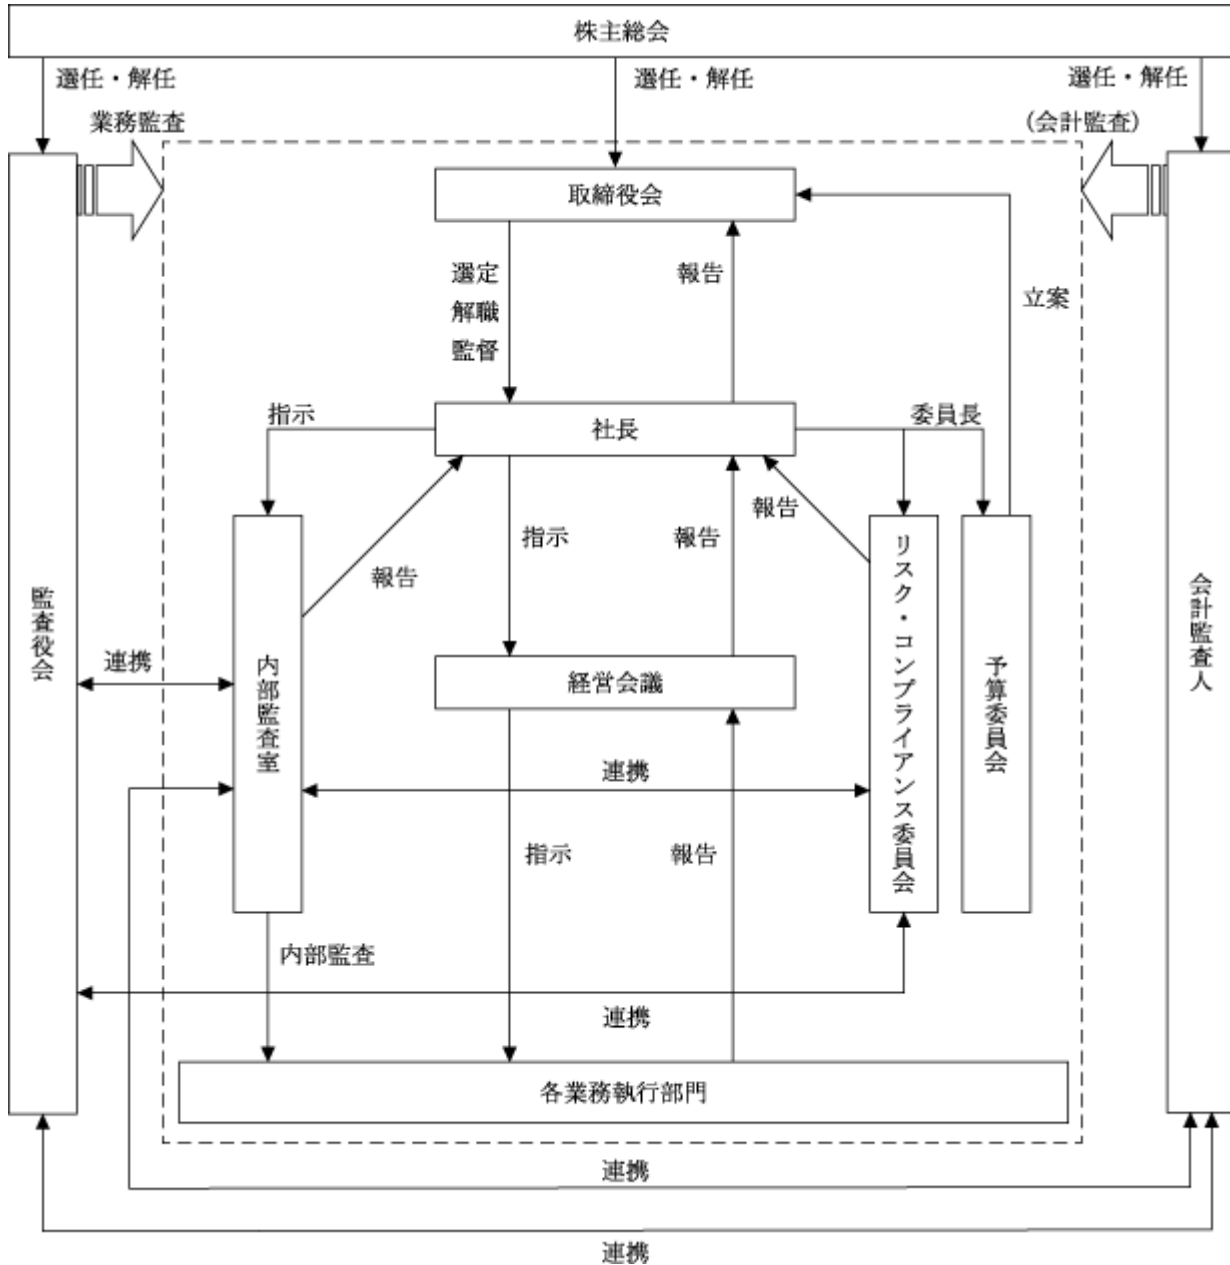 株主総会
選任・解任
選任・解任
選任・解任
業務監査
(会計監査)
取締役会
選定
解職
監督
報告
立案
指示
社長
委員長
報告
指示
報告
報告
監査役会
連携
内部監査室
経営会議
リスク・コンプライアンス委員会
予算委員会
会計監査人
連携
指示
報告
内部監査
連携
各業務執行部門
連携
連携